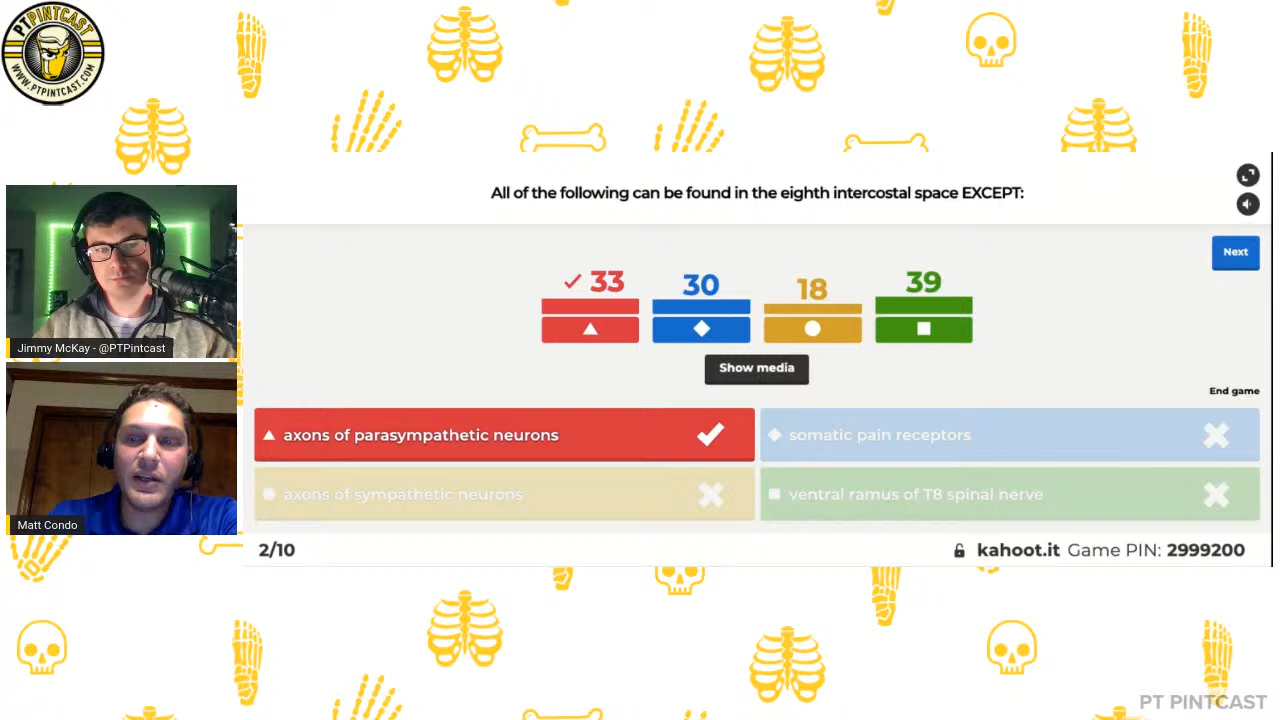 PTPINTCAST
WWW.PTPINTCAST.COM
All of the following can be found in the eighth intercostal space EXCEPT:
Next
33
30
18
39
Show media
End game
axons of parasympathetic neurons
somatic pain receptors
axons of sympathetic neurons
ventral ramus of T8 spinal nerve
2/10
kahoot.it Game PIN: 2999200
Jimmy McKay - @PTPintcast
Matt Condo
PT PINTCAST